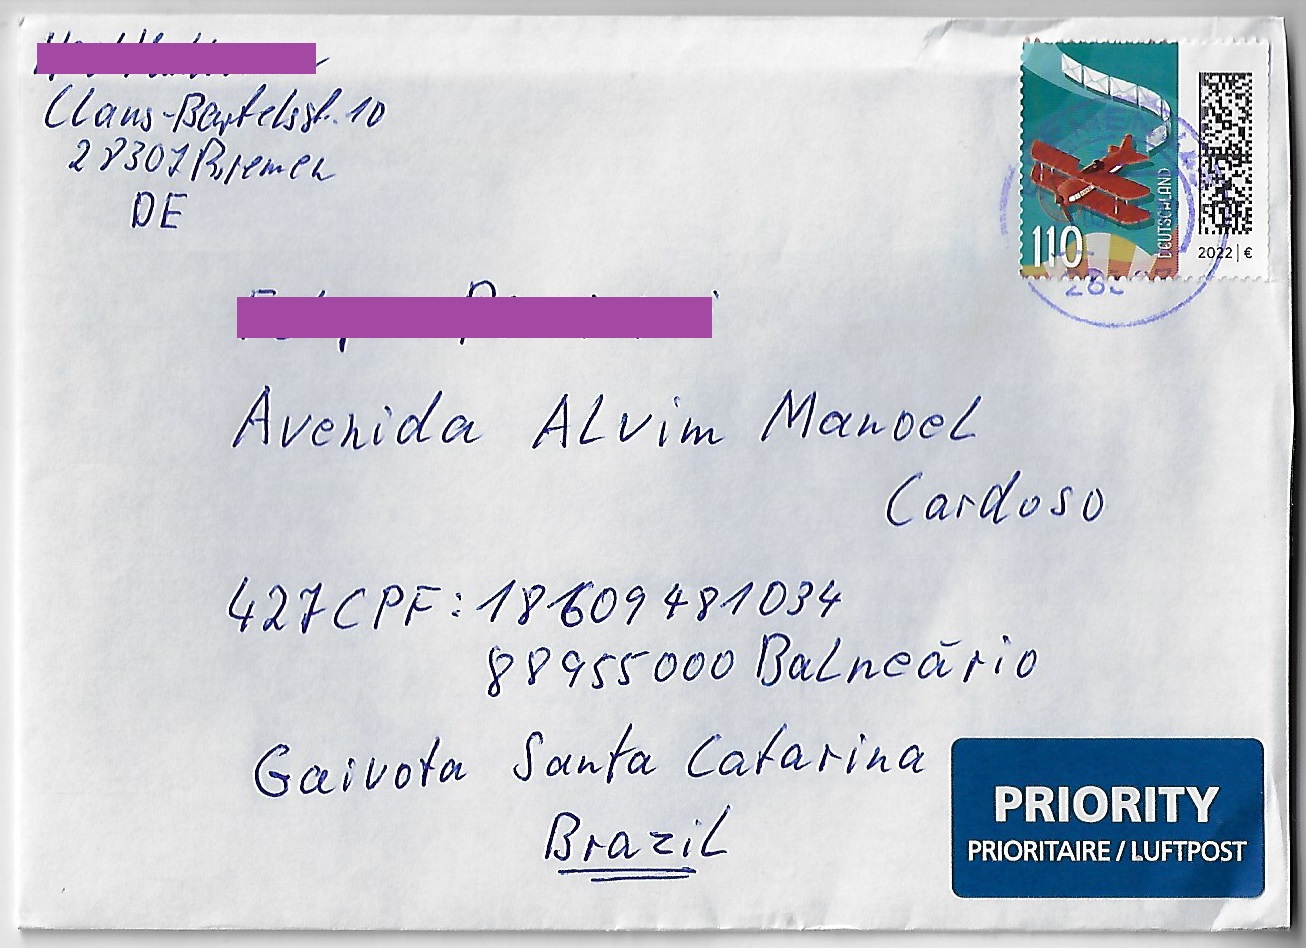 Claus-Bartelsstr. 10
28307 Bremen
DE
110
DEUTSCHLAND
2022 | €
Avenida ALvim Manoel
Cardoso
427 CPF: 18609481034
88955000 Balneário
Gaivota Santa Catarina
Brazil
PRIORITY
PRIORITAIRE / LUFTPOST